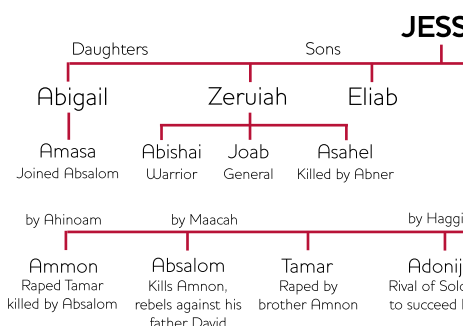 JESS
Daughters Sons
Abigail Zeruiah Eliab
Amasa Abishai Joab Asahel
Joined Absalom Warrior General Killed by Abner
by Ahinoam by Maacah by Haggi
Ammon Absalom Tamar Adonij
Raped Tamar Kills Amnon, Raped by Rival of Solo
killed by Absalom rebels against his brother Amnon to succeed
father David